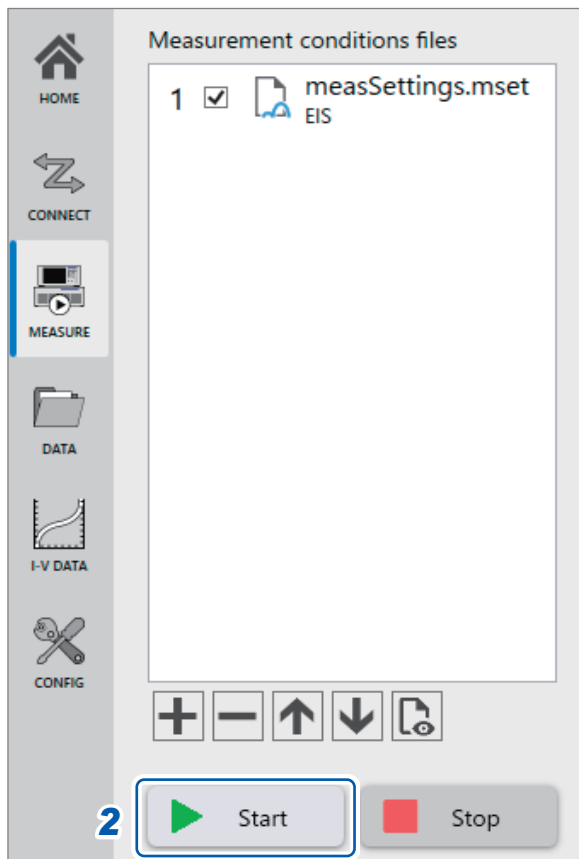 Measurement conditions files
1 measSettings.mset
EIS
HOME
CONNECT
MEASURE
DATA
I-V DATA
CONFIG
2 Start Stop